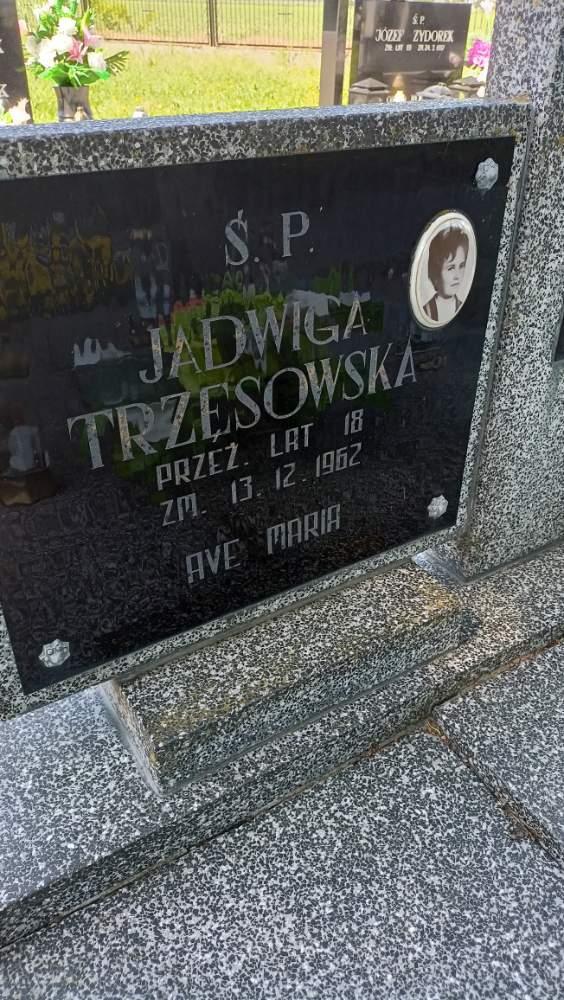 Ś. P.
JADWIGA
TRZĘSOWSKA
PRZEŻ. LAT 18
ZM. 13. 12. 1962
AVE MARIA
Ś. P.
JÓZEF ZYDOREK